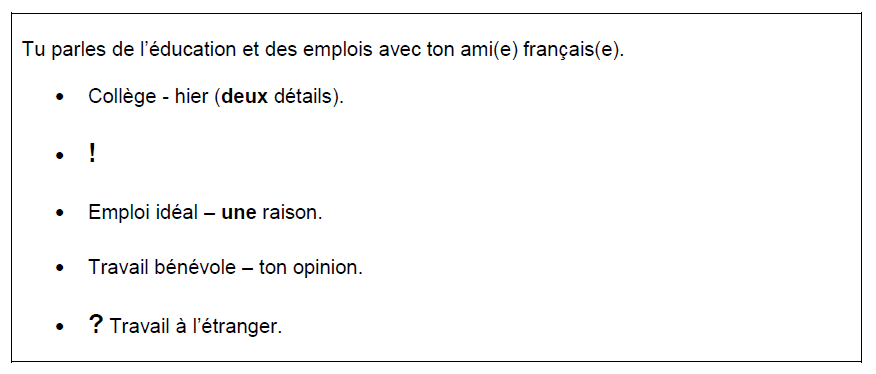 Tu parles de l’éducation et des emplois avec ton ami(e) français(e).
• Collège - hier (deux détails).
• !
• Emploi idéal – une raison.
• Travail bénévole – ton opinion.
• ? Travail à l’étranger.